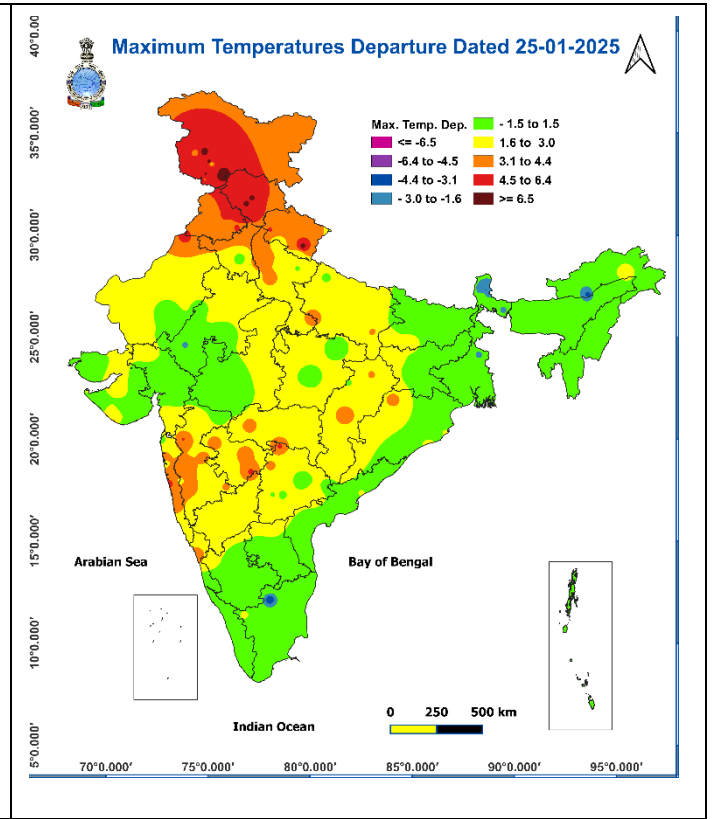 Maximum Temperatures Departure Dated 25-01-2025
Max. Temp. Dep.
<= -6.5
-6.4 to -4.5
-4.4 to -3.1
- 3.0 to -1.6
- 1.5 to 1.5
1.6 to 3.0
3.1 to 4.4
4.5 to 6.4
>= 6.5
40°0.00
35°0.000′
30°0.000′
25°0.000′
20°0.000′
15°0.000′
10°0.000′
5°0.000′
Arabian Sea
Bay of Bengal
Indian Ocean
0 250 500 km
70°0.000′ 75°0.000′ 80°0.000′ 85°0.000′ 90°0.000′ 95°0.000′